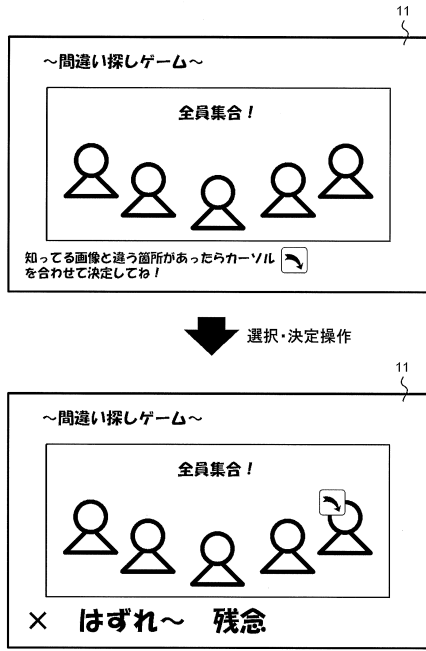 11
～間違い探しゲーム～
全員集合！
知ってる画像と違う箇所があったらカーソル
を合わせて決定してね！
選択・決定操作
11
～間違い探しゲーム～
全員集合！
× はずれ～ 残念